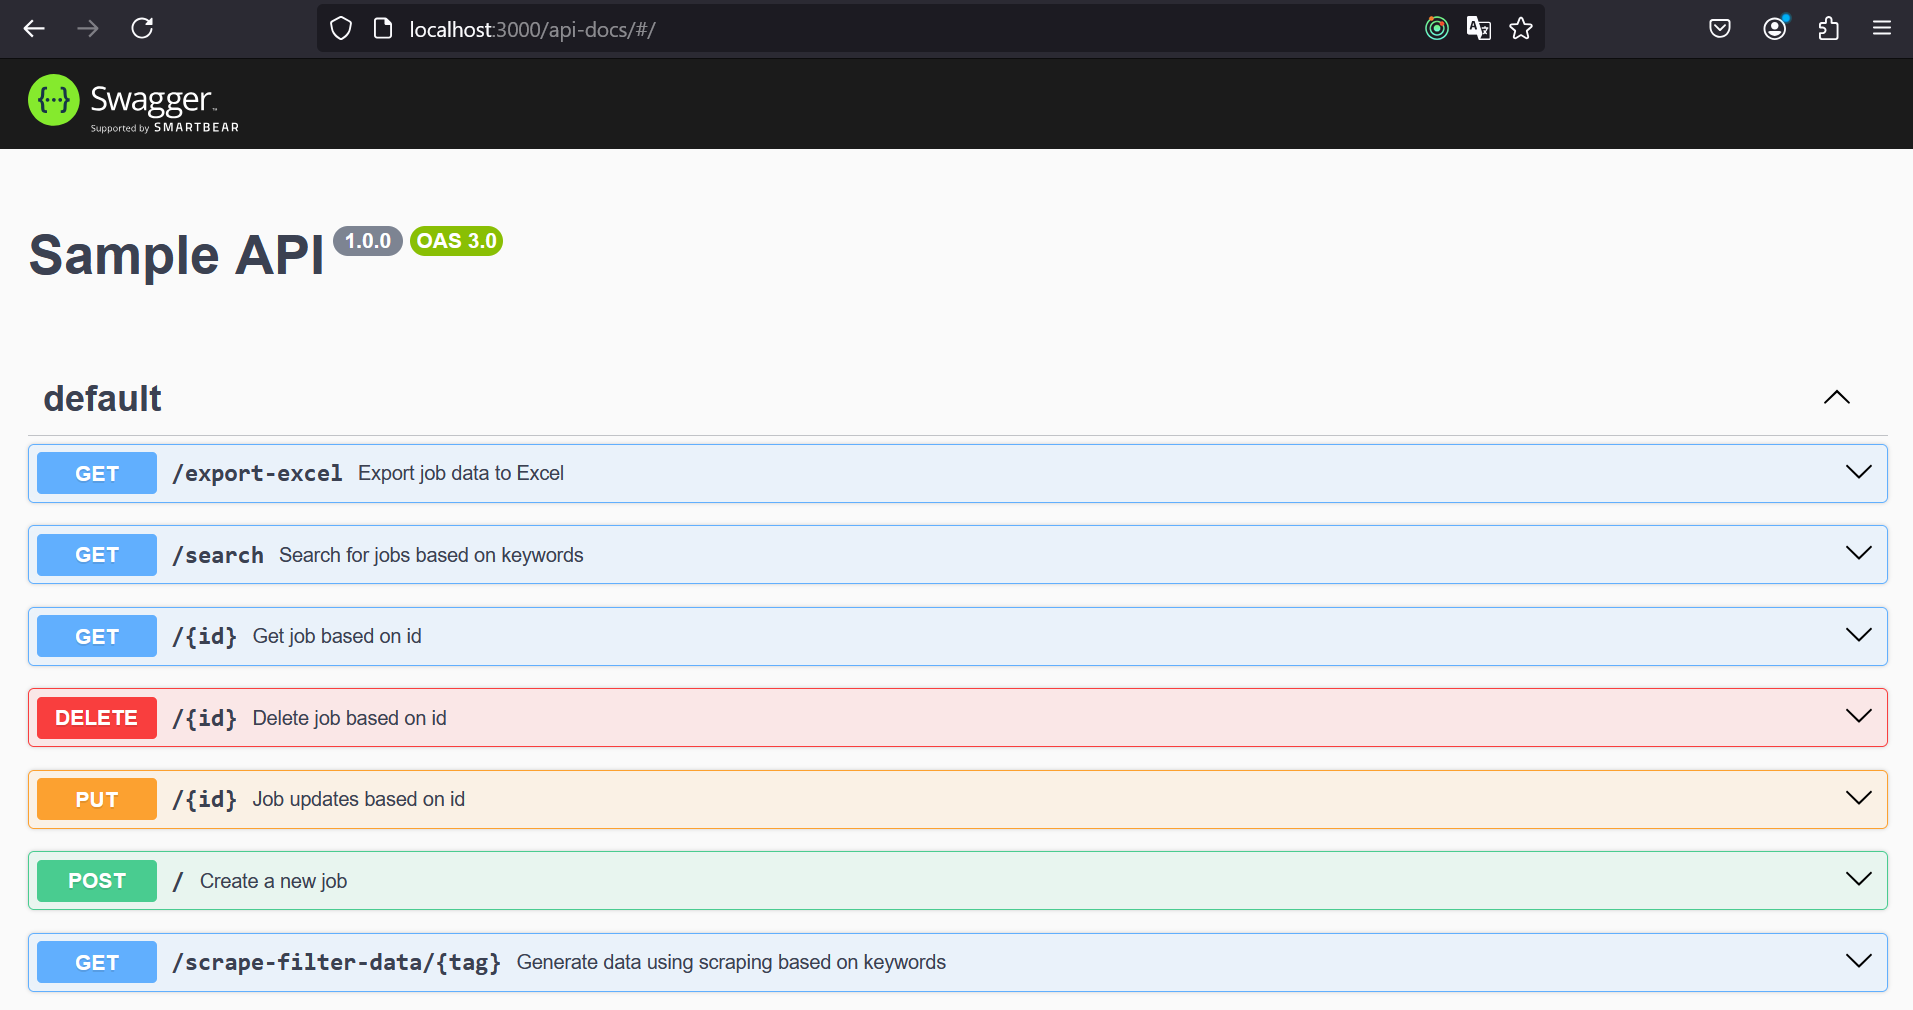 localhost:3000/api-docs/#/
{···} Swagger™
Supported by SMARTBEAR
Sample API 1.0.0 OAS 3.0
default
GET /export-excel Export job data to Excel
GET /search Search for jobs based on keywords
GET /{id} Get job based on id
DELETE /{id} Delete job based on id
PUT /{id} Job updates based on id
POST / Create a new job
GET /scrape-filter-data/{tag} Generate data using scraping based on keywords